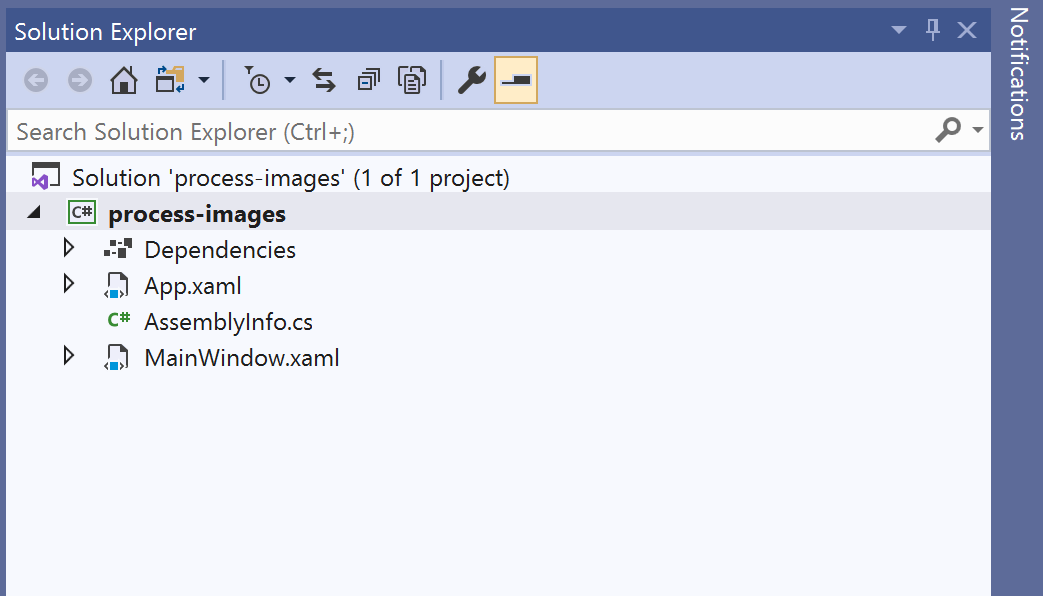 Solution Explorer
Notifications
Search Solution Explorer (Ctrl+;)
Solution 'process-images' (1 of 1 project)
C# process-images
Dependencies
App.xaml
C# AssemblyInfo.cs
MainWindow.xaml